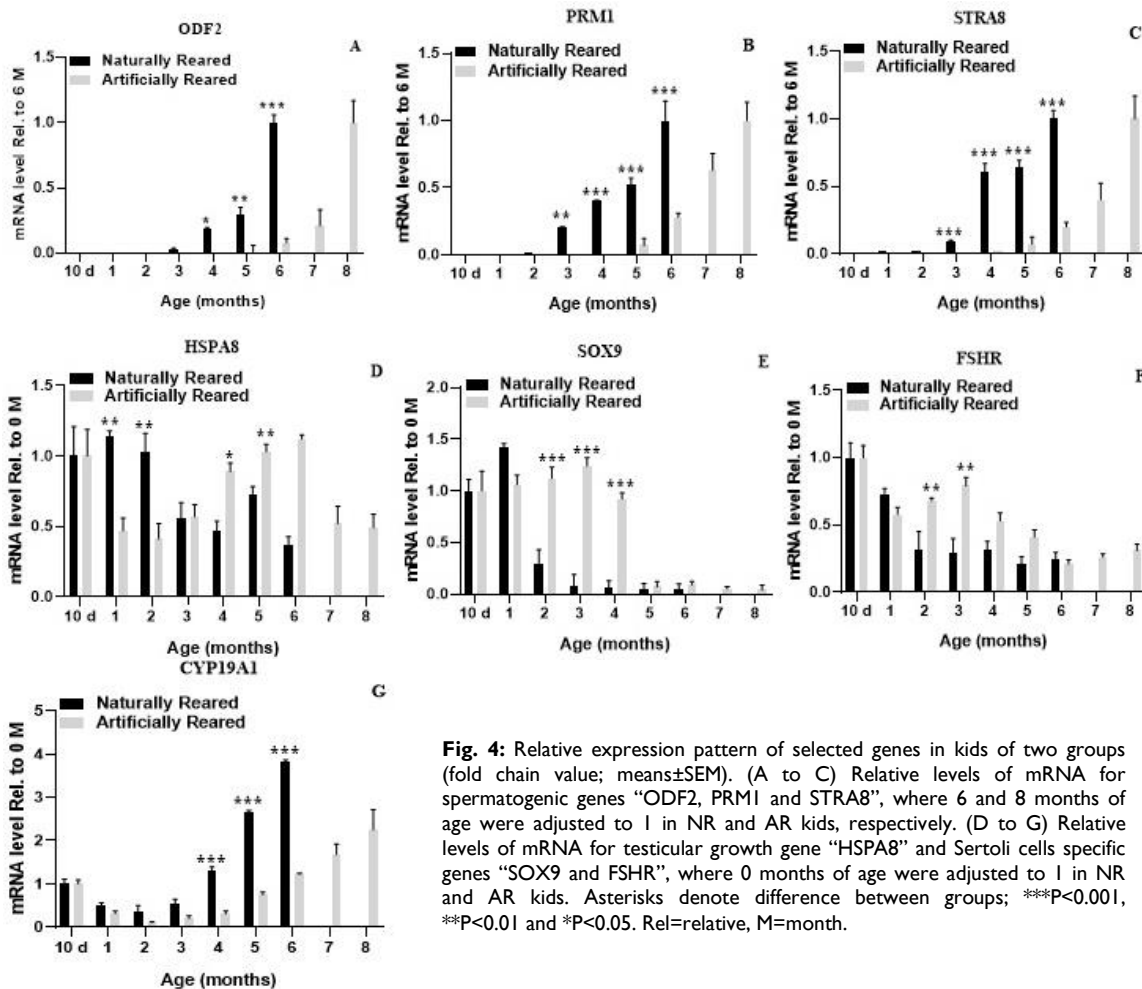 ODF2
A
Naturally Reared
Artificially Reared
mRNA level Rel. to 6 M
1.0
0.5
0.0
10 d 1 2 3 4 5 6 7 8
* ** ***
Age (months)
PRM1
B
Naturally Reared
Artificially Reared
mRNA level Rel. to 6 M
1.5
1.0
0.5
0.0
** *** *** ***
10 d 1 2 3 4 5 6 7 8
Age (months)
STRA8
C
Naturally Reared
Artificially Reared
mRNA level Rel. to 6 M
1.5
1.0
0.5
0.0
*** *** *** ***
10 d 1 2 3 4 5 6 7 8
Age (months)
HSPA8
D
Naturally Reared
Artificially Reared
mRNA level Rel. to 0 M
1.5
1.0
0.5
0.0
** ** * **
10 d 1 2 3 4 5 6 7 8
Age (months)
SOX9
E
Naturally Reared
Artificially Reared
mRNA level Rel. to 0 M
2.0
1.5
1.0
0.5
0.0
*** *** ***
10 d 1 2 3 4 5 6 7 8
Age (months)
FSHR
F
Naturally Reared
Artificially Reared
mRNA level Rel. to 0 M
1.5
1.0
0.5
0.0
** **
10 d 1 2 3 4 5 6 7 8
Age (months)
CYP19A1
G
Naturally Reared
Artificially Reared
mRNA level Rel. to 0 M
5
4
3
2
1
0
*** *** ***
10 d 1 2 3 4 5 6 7 8
Age (months)
Fig. 4: Relative expression pattern of selected genes in kids of two groups
(fold chain value; means±SEM). (A to C) Relative levels of mRNA for
spermatogenic genes “ODF2, PRM1 and STRA8”, where 6 and 8 months of
age were adjusted to 1 in NR and AR kids, respectively. (D to G) Relative
levels of mRNA for testicular growth gene “HSPA8” and Sertoli cells specific
genes “SOX9 and FSHR”, where 0 months of age were adjusted to 1 in NR
and AR kids. Asterisks denote difference between groups; ***P<0.001,
**P<0.01 and *P<0.05. Rel=relative, M=month.